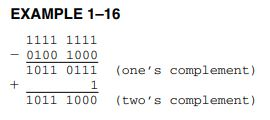 EXAMPLE 1–16
1111 1111
– 0100 1000
1011 0111 (one's complement)
+ 1
1011 1000 (two's complement)